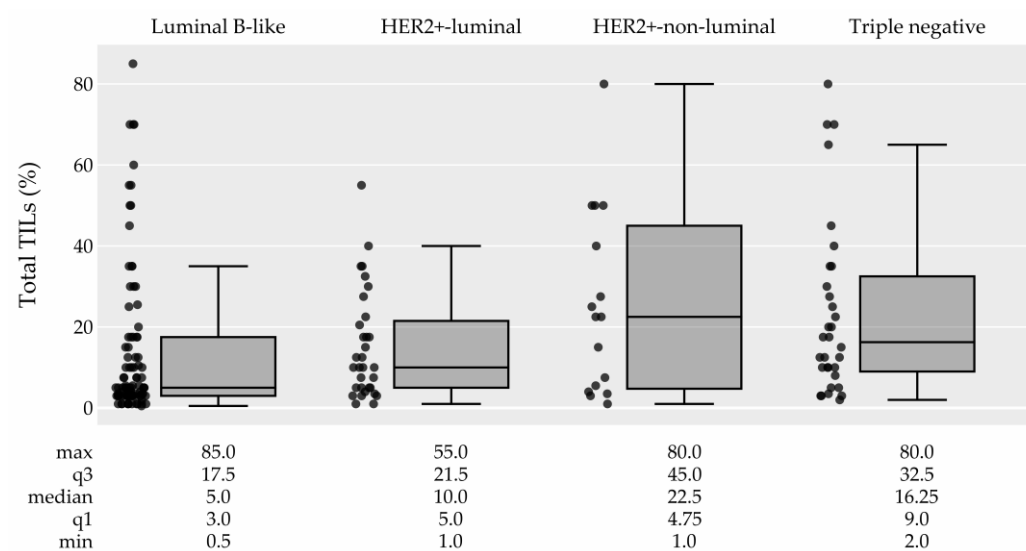 Luminal B-like HER2+-luminal HER2+-non-luminal Triple negative
Total TILs (%)
80
60
40
20
0
max 85.0 55.0 80.0 80.0
q3 17.5 21.5 45.0 32.5
median 5.0 10.0 22.5 16.25
q1 3.0 5.0 4.75 9.0
min 0.5 1.0 1.0 2.0